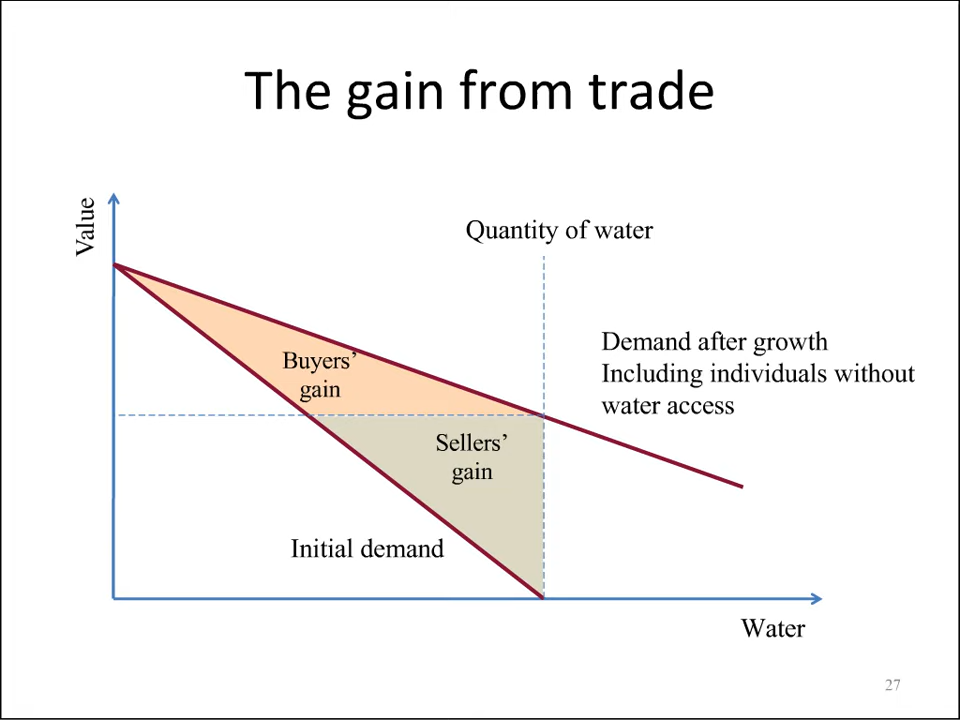 The gain from trade
Value
Quantity of water
Buyers’
gain
Demand after growth
Including individuals without
water access
Sellers’
gain
Initial demand
Water
27